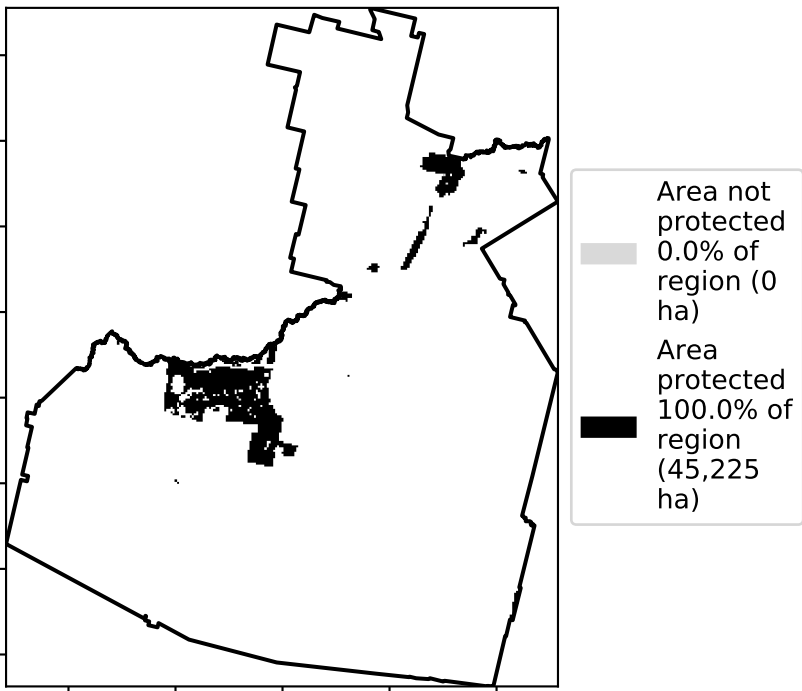 Area not
protected
0.0% of
region (0
ha)
Area
protected
100.0% of
region
(45,225
ha)